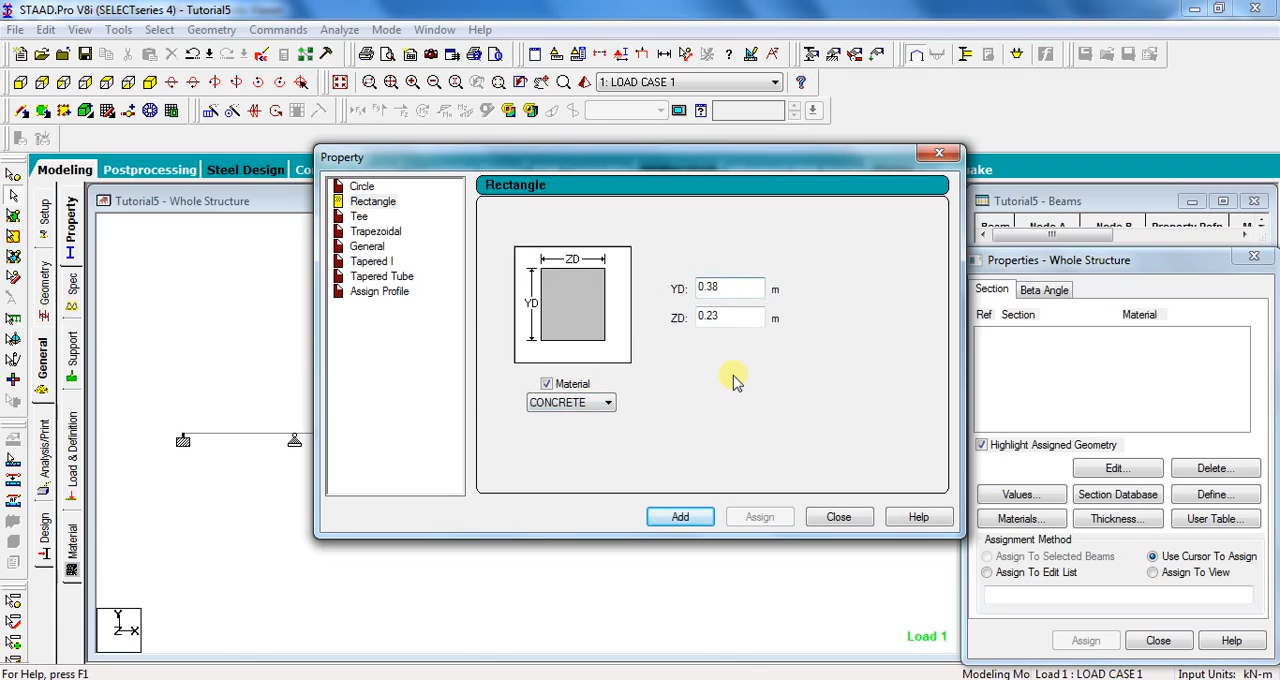 STAAD.Pro V8i (SELECTseries 4) - Tutorial5
File Edit View Tools Select Geometry Commands Analyze Mode Window Help
1: LOAD CASE 1
Modeling Postprocessing Steel Design
Tutorial5 - Whole Structure
Setup
Geometry
General
Analysis/Print
Design
Property
Spec
Support
Load & Definition
Material
Property
Circle
Rectangle
Tee
Trapezoidal
General
Tapered I
Tapered Tube
Assign Profile
Rectangle
ZD
YD
YD: 0.38 m
ZD: 0.23 m
Material
CONCRETE
Add Assign Close Help
Tutorial5 - Beams
Beam Node A Node B Property Refn
Properties - Whole Structure
Section Beta Angle
Ref Section Material
Highlight Assigned Geometry
Edit... Delete...
Values... Section Database Define...
Materials... Thickness... User Table...
Assignment Method
Assign To Selected Beams Use Cursor To Assign
Assign To Edit List Assign To View
Assign Close Help
Y
Z X
Load 1
For Help, press F1
Modeling Mo Load 1 : LOAD CASE 1 Input Units: kN-m